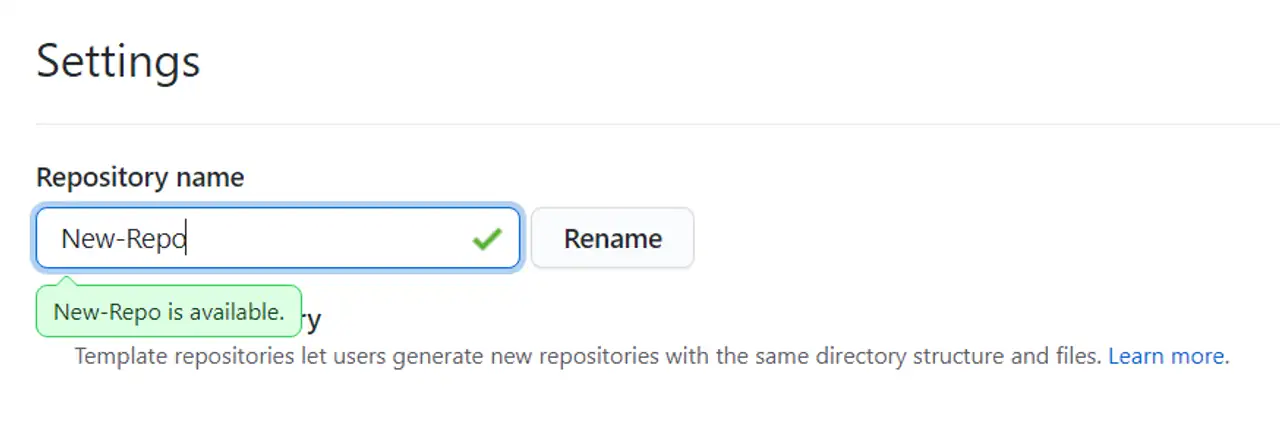 Settings
Repository name
New-Repo
Rename
New-Repo is available.
Template repositories let users generate new repositories with the same directory structure and files. Learn more.